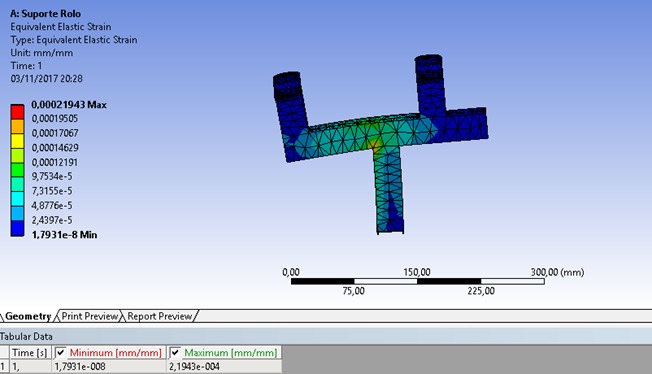 A: Suporte Rolo
Equivalent Elastic Strain
Type: Equivalent Elastic Strain
Unit: mm/mm
Time: 1
03/11/2017 20:28
0,00021943 Max
0,00019505
0,00017067
0,00014629
0,00012191
9,7534e-5
7,3155e-5
4,8776e-5
2,4397e-5
1,7931e-8 Min
0,00 150,00 300,00 (mm)
75,00 225,00
Geometry Print Preview Report Preview
Tabular Data
Time [s] Minimum [mm/mm] Maximum [mm/mm]
1 1, 1,7931e-008 2,1943e-004